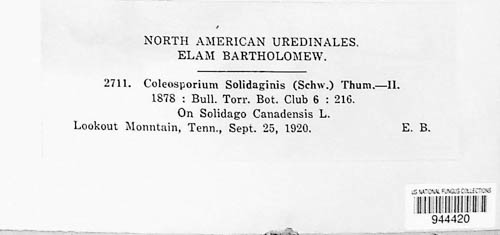 NORTH AMERICAN UREDINALES.
ELAM BARTHOLOMEW.
2711. Coleosporium Solidaginis (Schw.) Thum.—II.
1878 : Bull. Torr. Bot. Club 6 : 216.
On Solidago Canadensis L.
Lookout Monntain, Tenn., Sept. 25, 1920. E. B.
US NATIONAL FUNGUS COLLECTIONS
944420